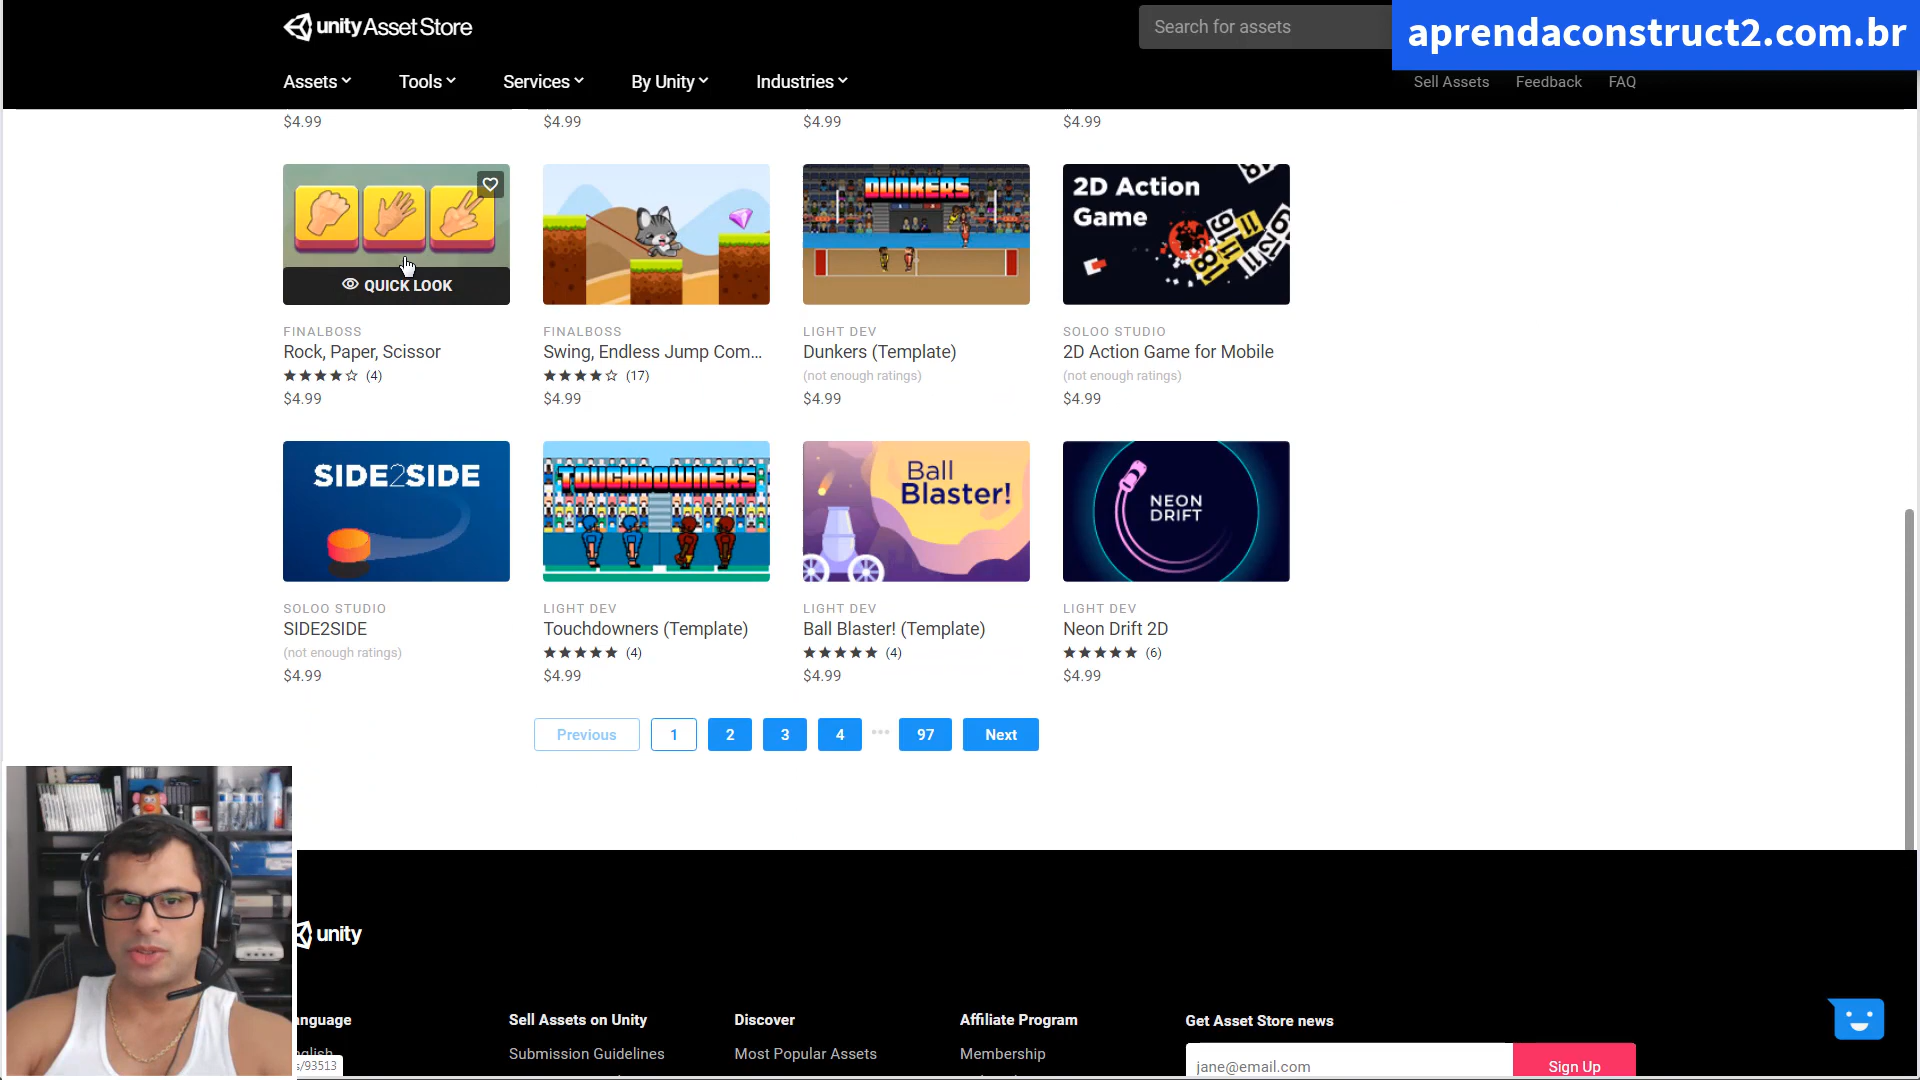 unity Asset Store
Search for assets
aprendaconstruct2.com.br
Assets
Tools
Services
By Unity
Industries
Sell Assets
Feedback
FAQ
$4.99
$4.99
$4.99
$4.99
QUICK LOOK
DUNKERS
2D Action
Game
FINALBOSS
Rock, Paper, Scissor
(4)
$4.99
FINALBOSS
Swing, Endless Jump Com...
(17)
$4.99
LIGHT DEV
Dunkers (Template)
(not enough ratings)
$4.99
SOLOO STUDIO
2D Action Game for Mobile
(not enough ratings)
$4.99
SIDE2SIDE
TOUCHDOWNERS
Ball
Blaster!
NEON
DRIFT
SOLOO STUDIO
SIDE2SIDE
(not enough ratings)
$4.99
LIGHT DEV
Touchdowners (Template)
(4)
$4.99
LIGHT DEV
Ball Blaster! (Template)
(4)
$4.99
LIGHT DEV
Neon Drift 2D
(6)
$4.99
Previous
1
2
3
4
...
97
Next
unity
anguage
Sell Assets on Unity
Discover
Affiliate Program
Get Asset Store news
nglish
Submission Guidelines
Most Popular Assets
Membership
jane@email.com
Sign Up
s/93513